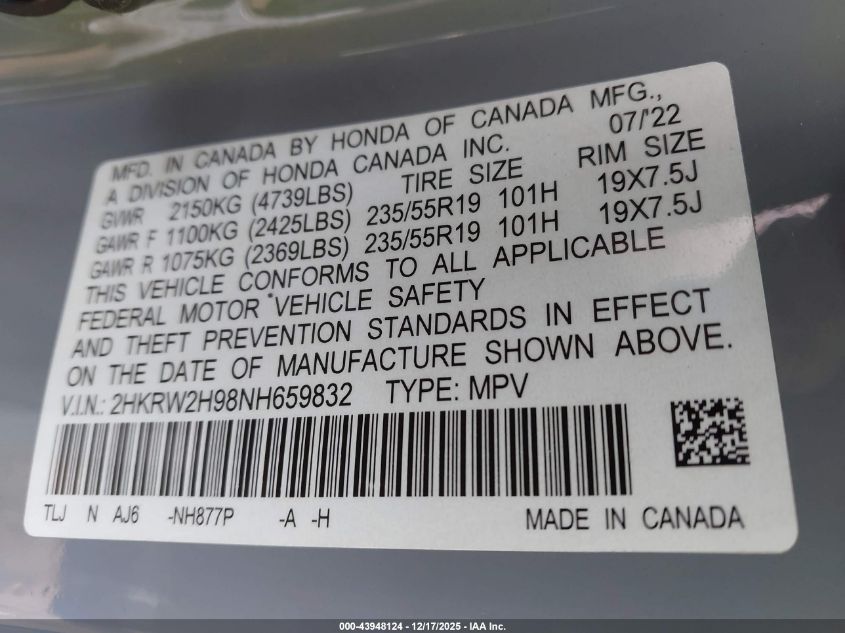 MFD. IN CANADA BY HONDA OF CANADA MFG.,
A DIVISION OF HONDA CANADA INC. 07/'22
GVWR 2150KG (4739LBS) TIRE SIZE RIM SIZE
GAWR F 1100KG (2425LBS) 235/55R19 101H 19X7.5J
GAWR R 1075KG (2369LBS) 235/55R19 101H 19X7.5J
THIS VEHICLE CONFORMS TO ALL APPLICABLE
FEDERAL MOTOR VEHICLE SAFETY
AND THEFT PREVENTION STANDARDS IN EFFECT
ON THE DATE OF MANUFACTURE SHOWN ABOVE.
V.I.N.: 2HKRW2H98NH659832 TYPE: MPV
TLJ N AJ6 -NH877P -A -H MADE IN CANADA
000-43948124 - 12/17/2025 - IAA Inc.